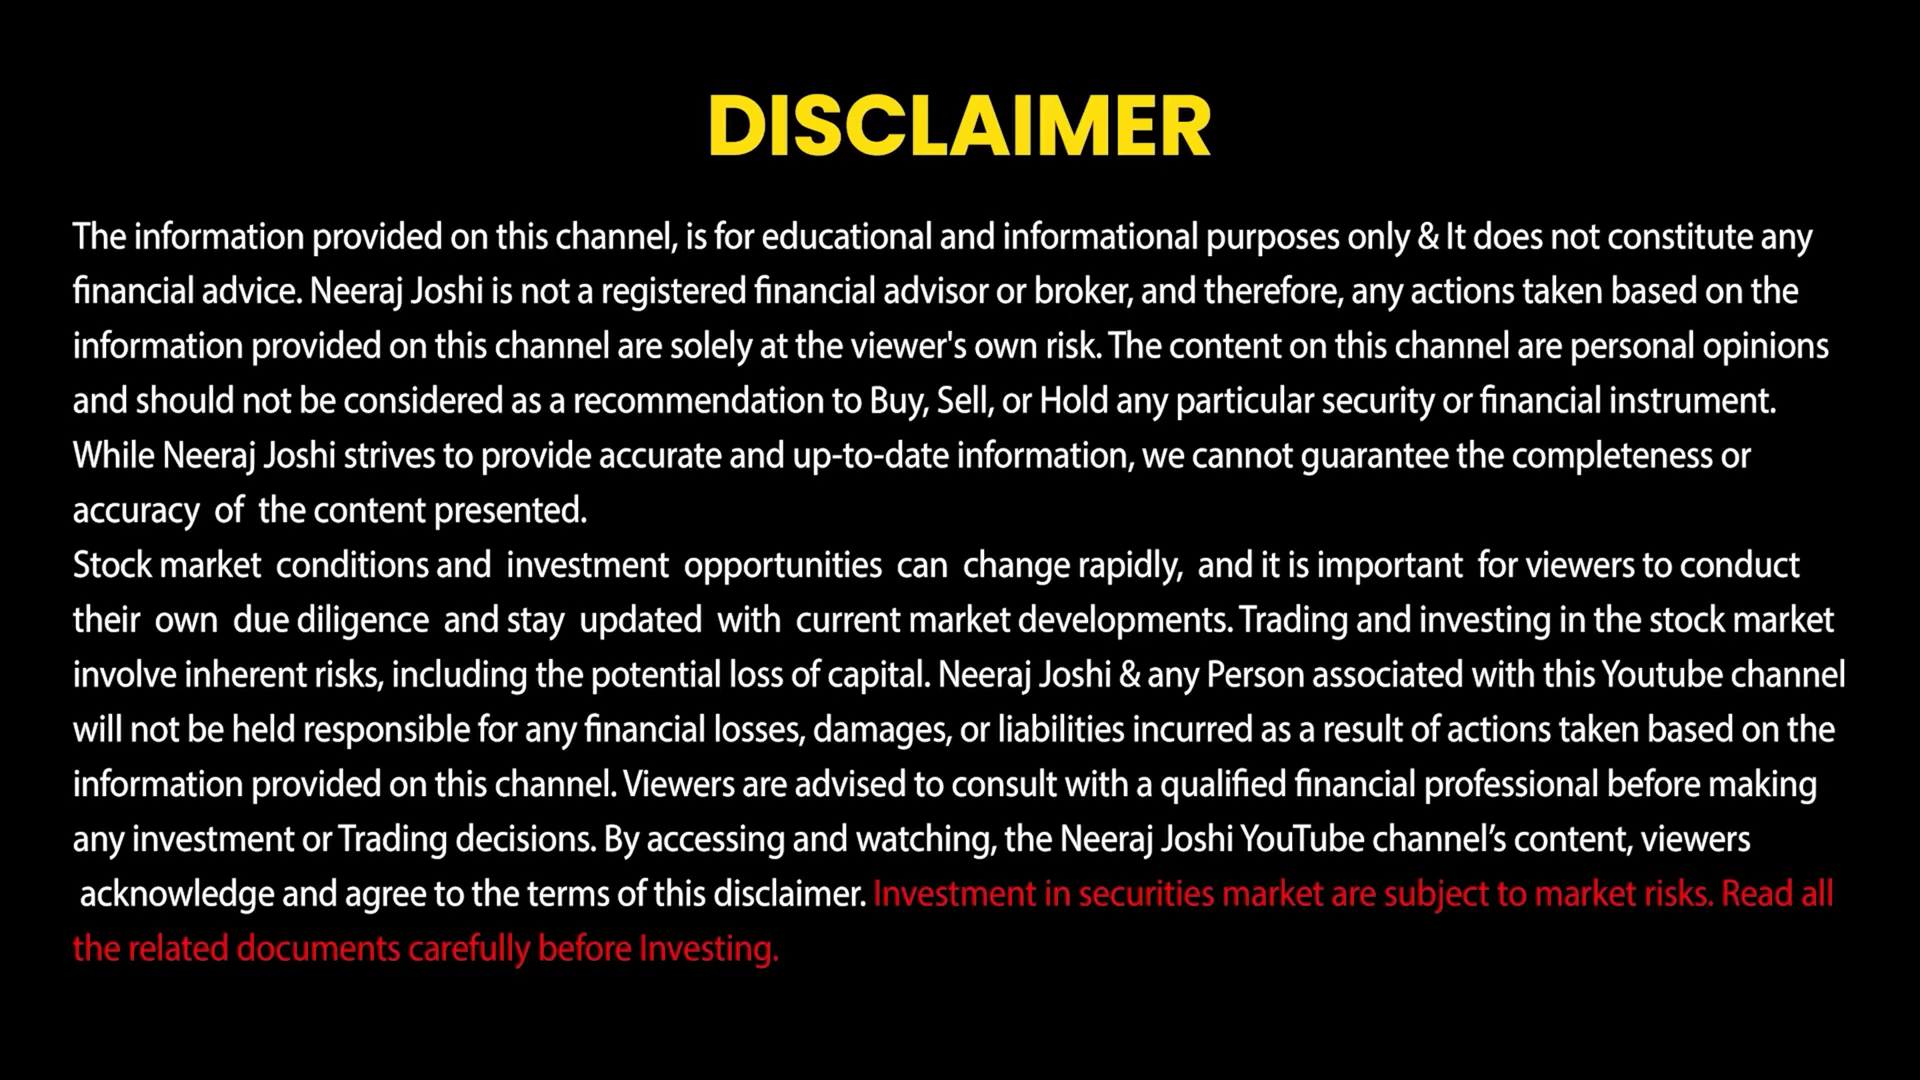 DISCLAIMER
The information provided on this channel, is for educational and informational purposes only & It does not constitute any
financial advice. Neeraj Joshi is not a registered financial advisor or broker, and therefore, any actions taken based on the
information provided on this channel are solely at the viewer's own risk. The content on this channel are personal opinions
and should not be considered as a recommendation to Buy, Sell, or Hold any particular security or financial instrument.
While Neeraj Joshi strives to provide accurate and up-to-date information, we cannot guarantee the completeness or
accuracy of the content presented.
Stock market conditions and investment opportunities can change rapidly, and it is important for viewers to conduct
their own due diligence and stay updated with current market developments. Trading and investing in the stock market
involve inherent risks, including the potential loss of capital. Neeraj Joshi & any Person associated with this Youtube channel
will not be held responsible for any financial losses, damages, or liabilities incurred as a result of actions taken based on the
information provided on this channel. Viewers are advised to consult with a qualified financial professional before making
any investment or Trading decisions. By accessing and watching, the Neeraj Joshi YouTube channel’s content, viewers
acknowledge and agree to the terms of this disclaimer. Investment in securities market are subject to market risks. Read all
the related documents carefully before Investing.